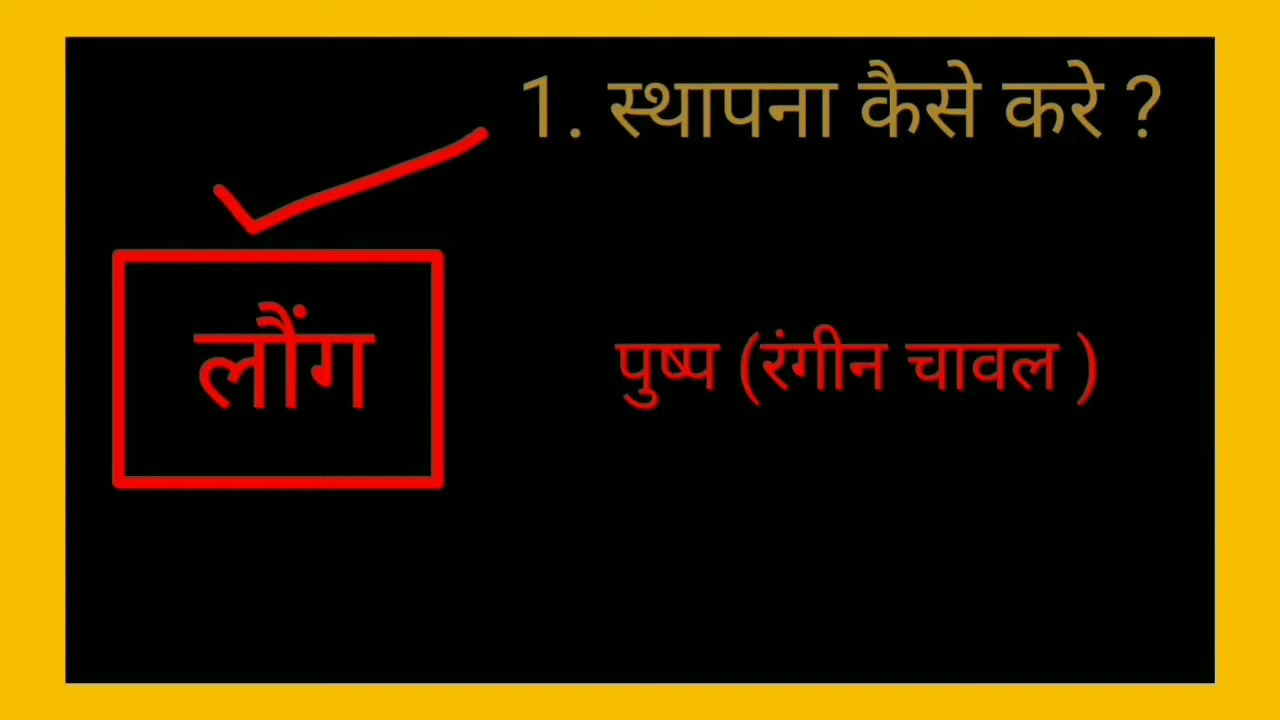 1. स्थापना कैसे करे ?
लौंग
पुष्प (रंगीन चावल )